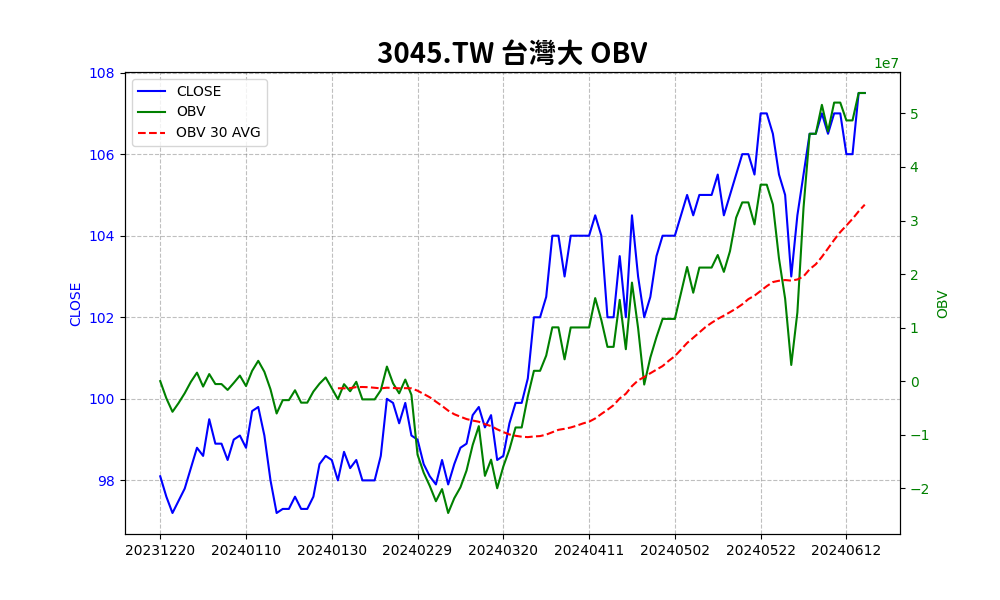 3045.TW 台灣大 OBV
1e7
CLOSE
OBV
OBV 30 AVG
108
106
104
102
100
98
CLOSE
5
4
3
2
1
0
−1
−2
OBV
20231220 20240110 20240130 20240229 20240320 20240411 20240502 20240522 20240612